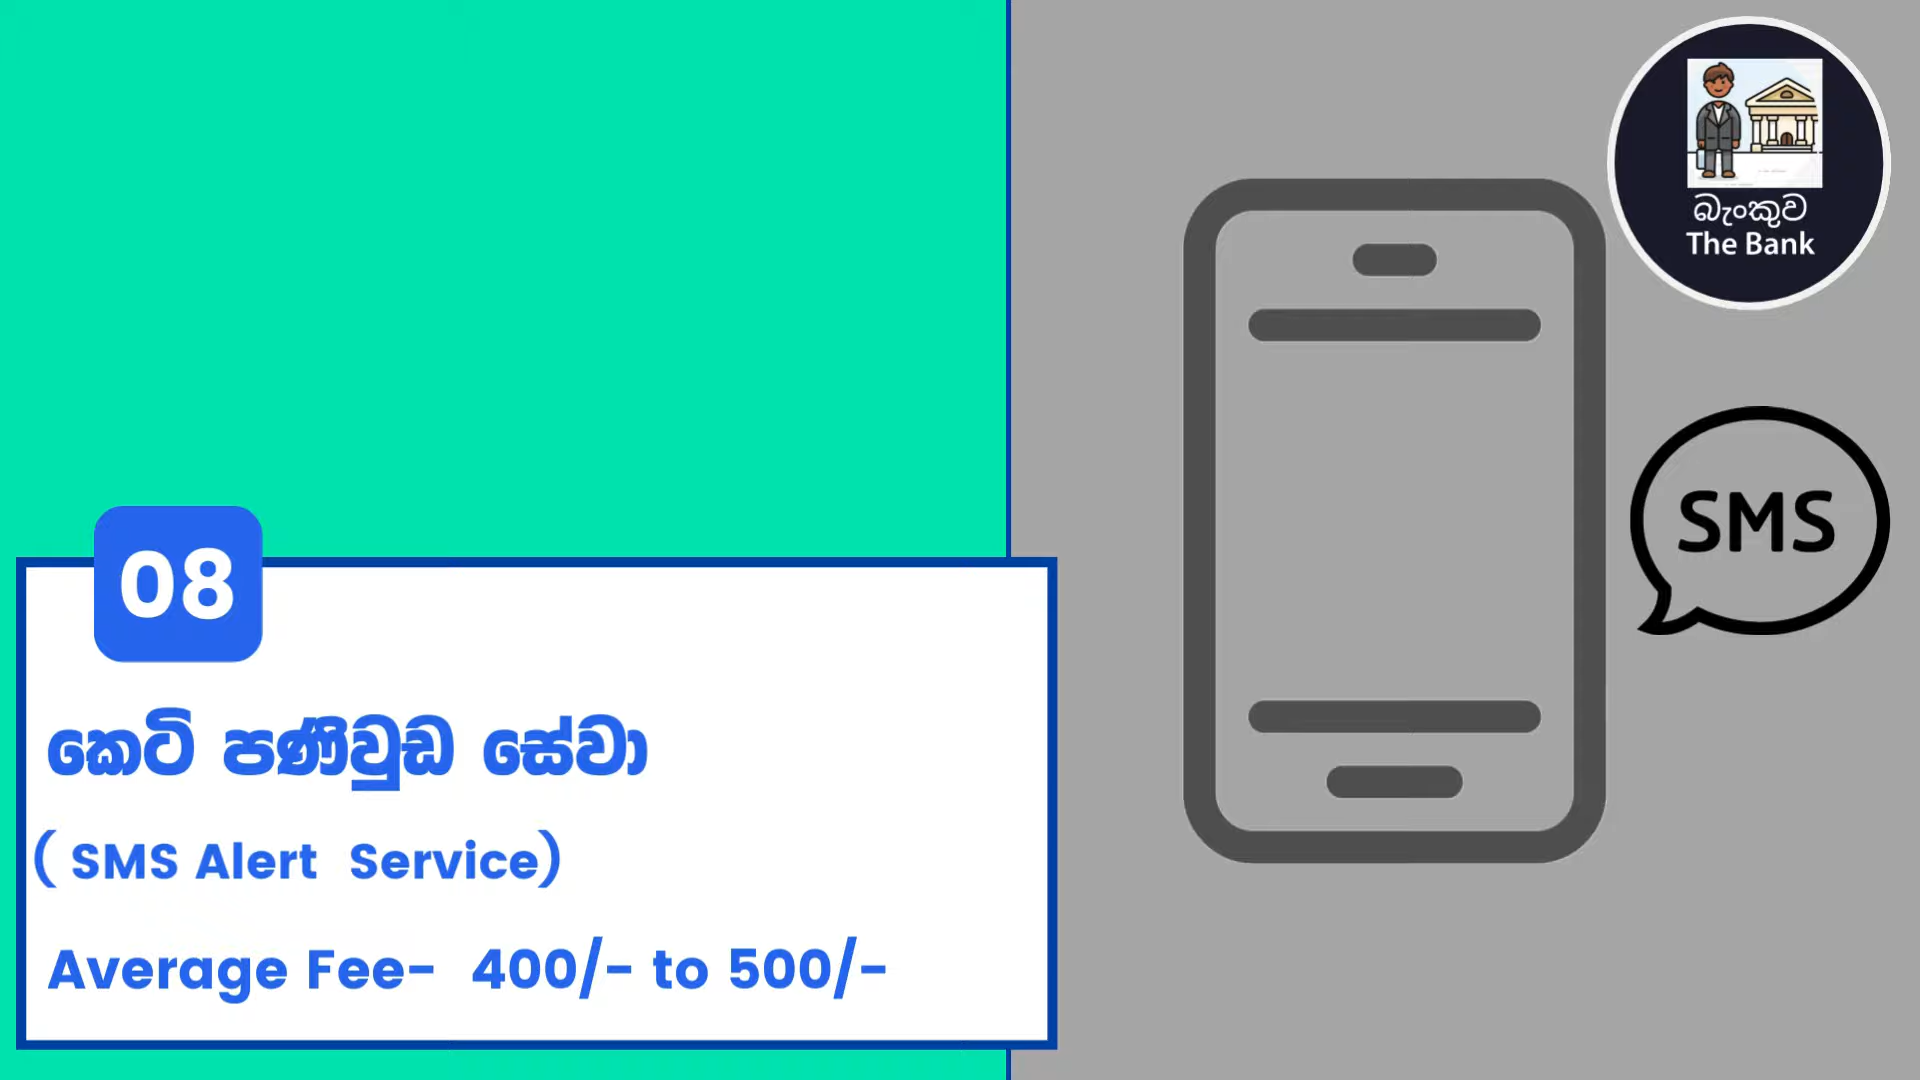 බැංකුව
The Bank
SMS
08
කෙටි පණිවුඩ සේවා
( SMS Alert Service)
Average Fee- 400/- to 500/-